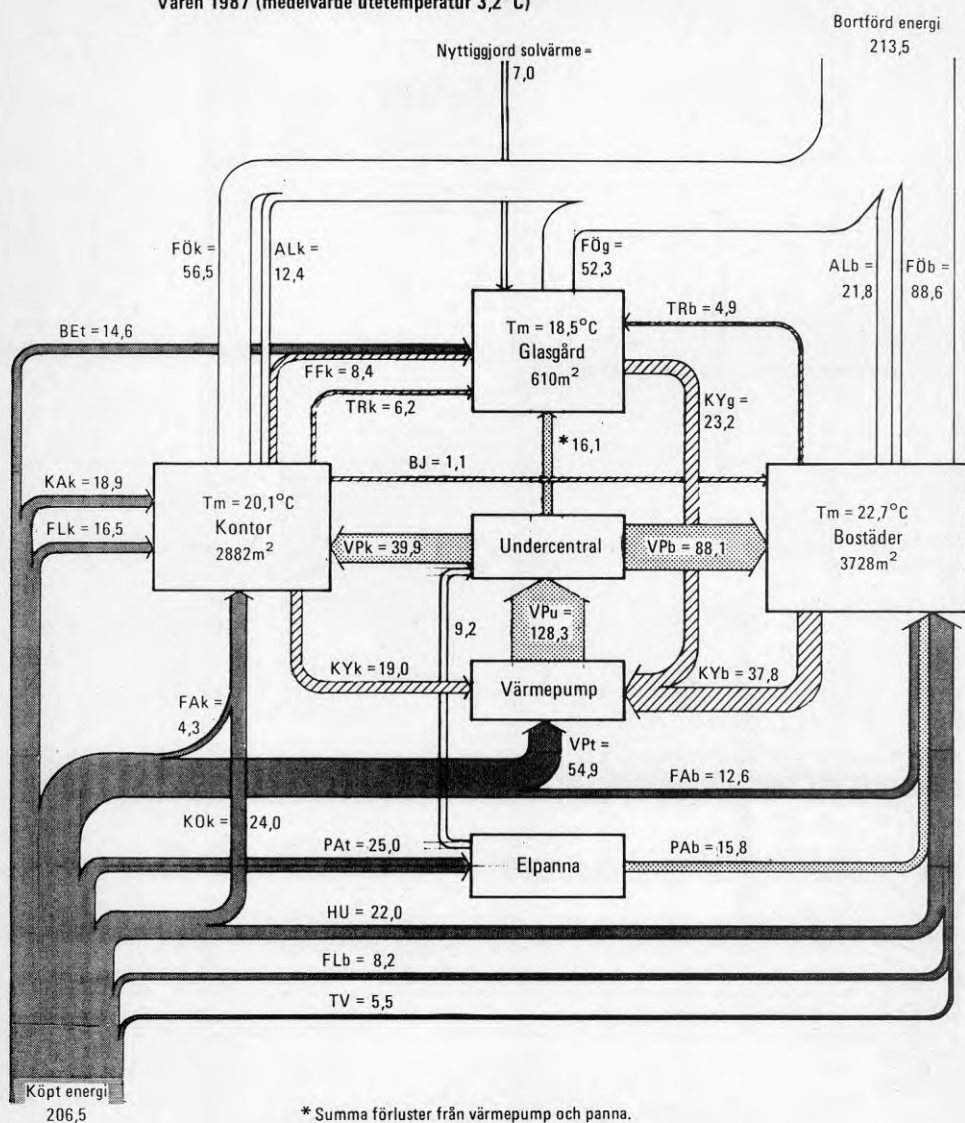 Våren 1987 (medelvärde utetemperatur 3,2°C)
Bortförd energi
213,5
Nyttiggjord solvärme =
7,0
FÖk =
56,5
ALk =
12,4
FÖg =
52,3
ALb =
21,8
FÖb =
88,6
BEt = 14,6
Tm = 18,5°C
Glasgård
610m²
TRb = 4,9
FFk = 8,4
TRk = 6,2
KYg =
23,2
* 16,1
BJ = 1,1
KAk = 18,9
FLk = 16,5
Tm = 20,1°C
Kontor
2882m²
VPk = 39,9
Undercentral
VPb = 88,1
Tm = 22,7°C
Bostäder
3728m²
9,2
VPu =
128,3
KYk = 19,0
Värmepump
KYb = 37,8
FAk =
4,3
VPt =
54,9
FAb = 12,6
KOk = 24,0
PAt = 25,0
Elpanna
PAb = 15,8
HU = 22,0
FLb = 8,2
TV = 5,5
Köpt energi
206,5
* Summa förluster från värmepump och panna.